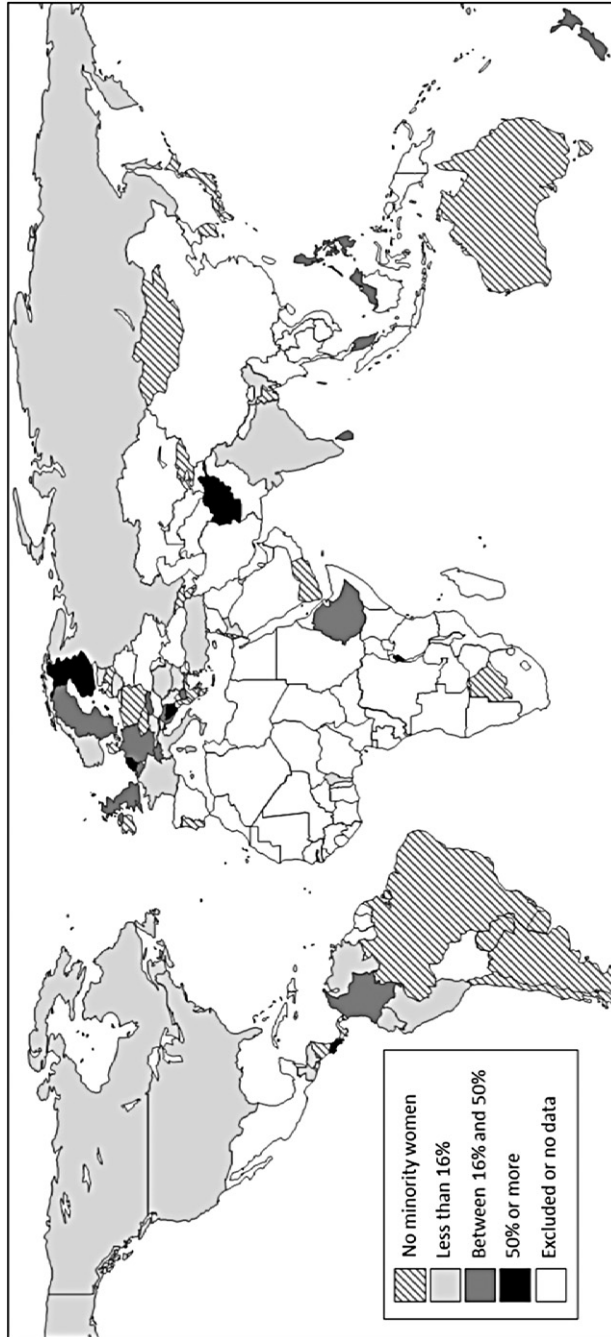 No minority women
Less than 16%
Between 16% and 50%
50% or more
Excluded or no data